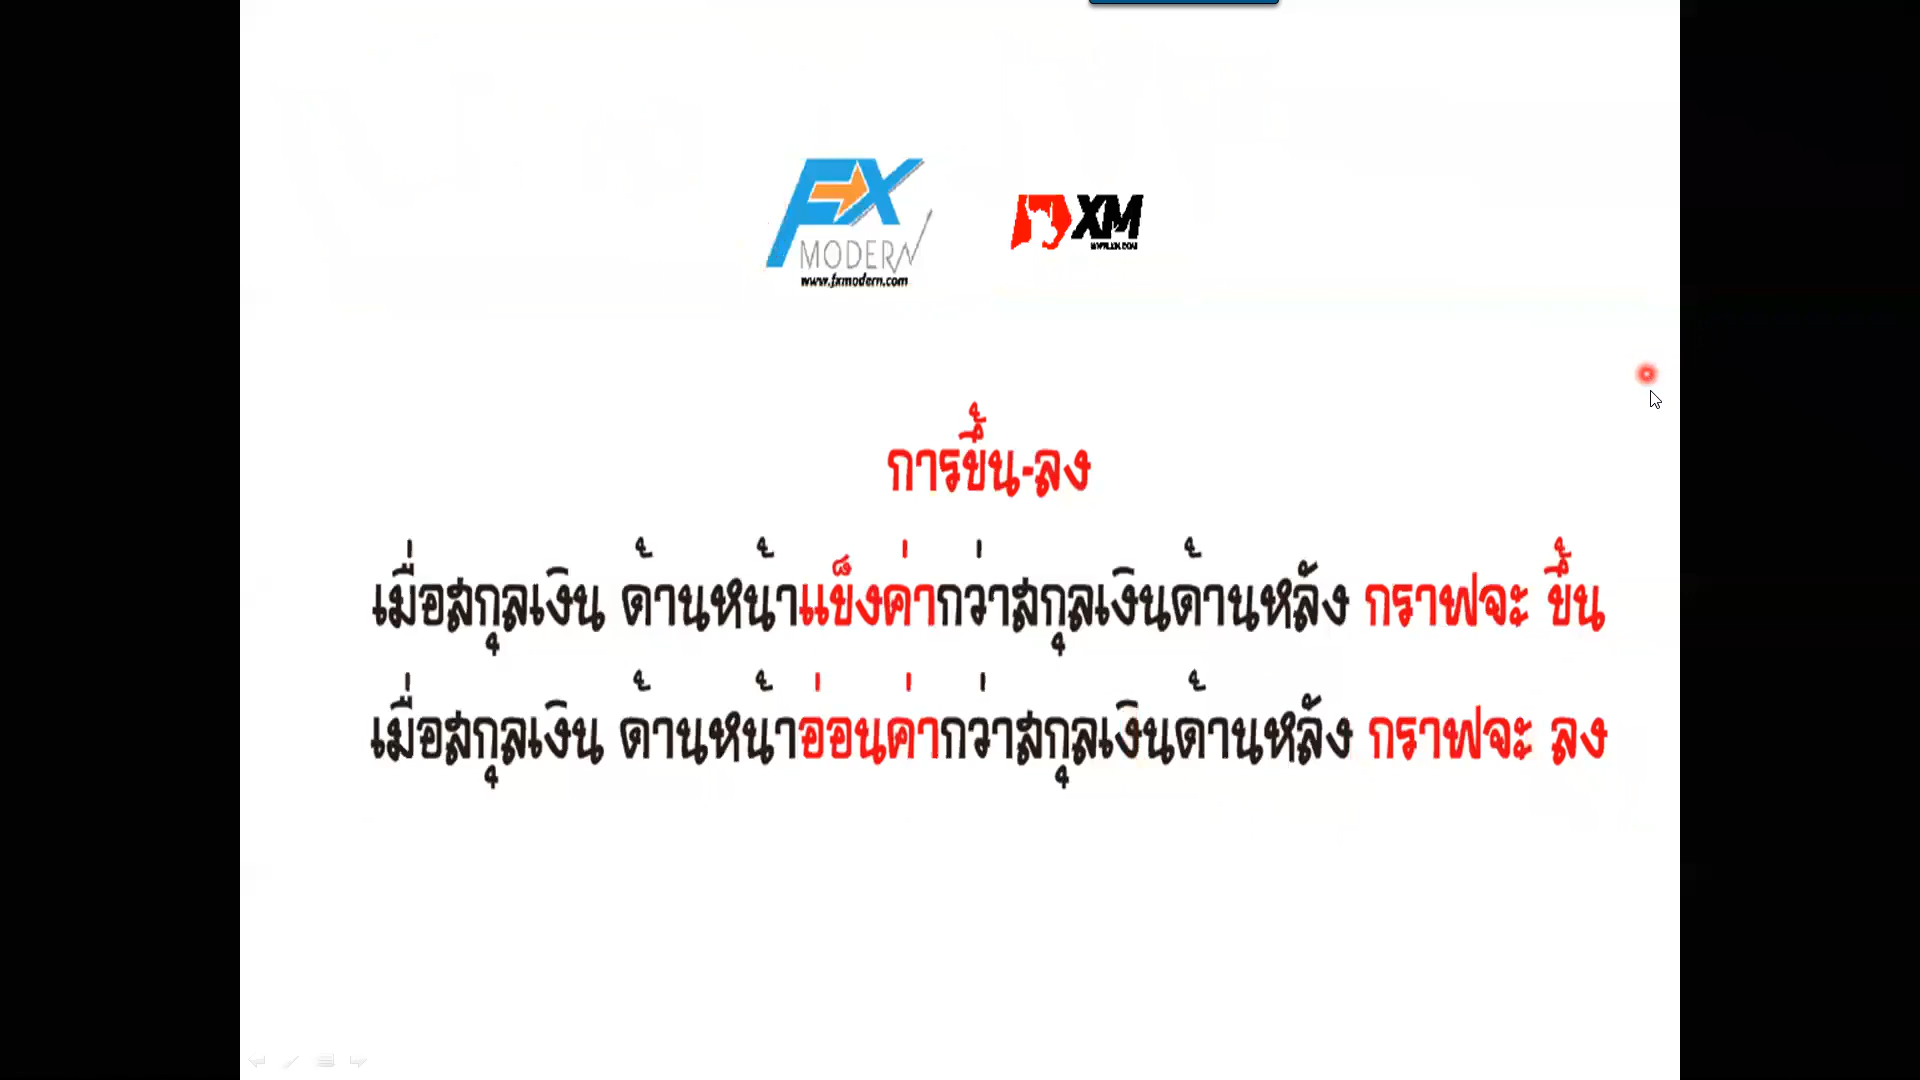 FX
MODERN
www.fxmodern.com
XM
www.xm.com
การขึ้น-ลง
เมื่อสกุลเงิน ด้านหน้าแข็งค่ากว่าสกุลเงินด้านหลัง กราฟจะ ขึ้น
เมื่อสกุลเงิน ด้านหน้าอ่อนค่ากว่าสกุลเงินด้านหลัง กราฟจะ ลง